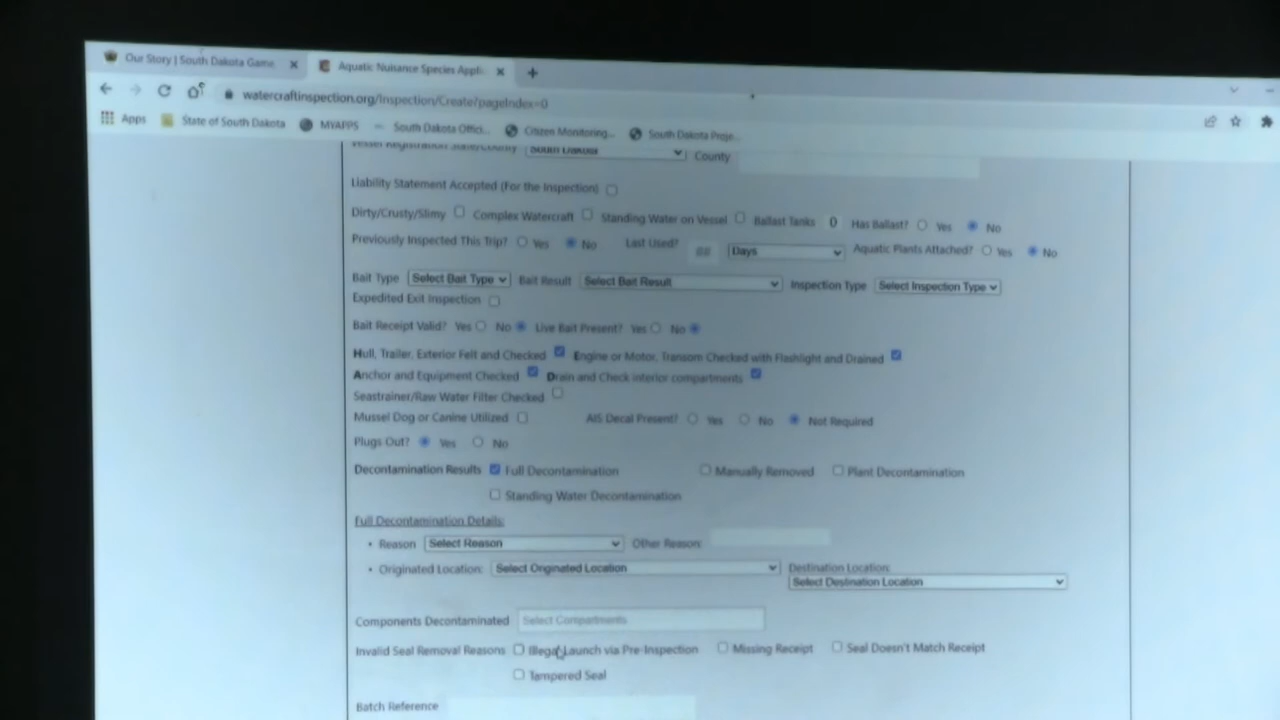 Our Story | South Dakota Game, Aquatic Nuisance Species Appli
watercraftinspection.org/Inspection/Create?pageIndex=0
Apps State of South Dakota MYAPPS South Dakota Offici... Citizen Monitoring... South Dakota Proje...
Vessel Registration State/County South Dakota County
Liability Statement Accepted (For the Inspection)
Dirty/Crusty/Slimy Complex Watercraft Standing Water on Vessel Ballast Tanks 0 Has Ballast? Yes No
Previously Inspected This Trip? Yes No Last Used? Days Aquatic Plants Attached? Yes No
Bait Type Select Bait Type Bait Result Select Bait Result Inspection Type Select Inspection Type
Expedited Exit Inspection
Bait Receipt Valid? Yes No Live Bait Present? Yes No
Hull, Trailer, Exterior Felt and Checked Engine or Motor, Transom Checked with Flashlight and Drained
Anchor and Equipment Checked Drain and Check interior compartments
Seastrainer/Raw Water Filter Checked
Mussel Dog or Canine Utilized AIS Decal Present? Yes No Not Required
Plugs Out? Yes No
Decontamination Results Full Decontamination Manually Removed Plant Decontamination
Standing Water Decontamination
Full Decontamination Details:
• Reason Select Reason Other Reason:
• Originated Location: Select Originated Location Destination Location:
Select Destination Location
Components Decontaminated Select Compartments
Invalid Seal Removal Reasons Illegal Launch via Pre-Inspection Missing Receipt Seal Doesn't Match Receipt
Tampered Seal
Batch Reference